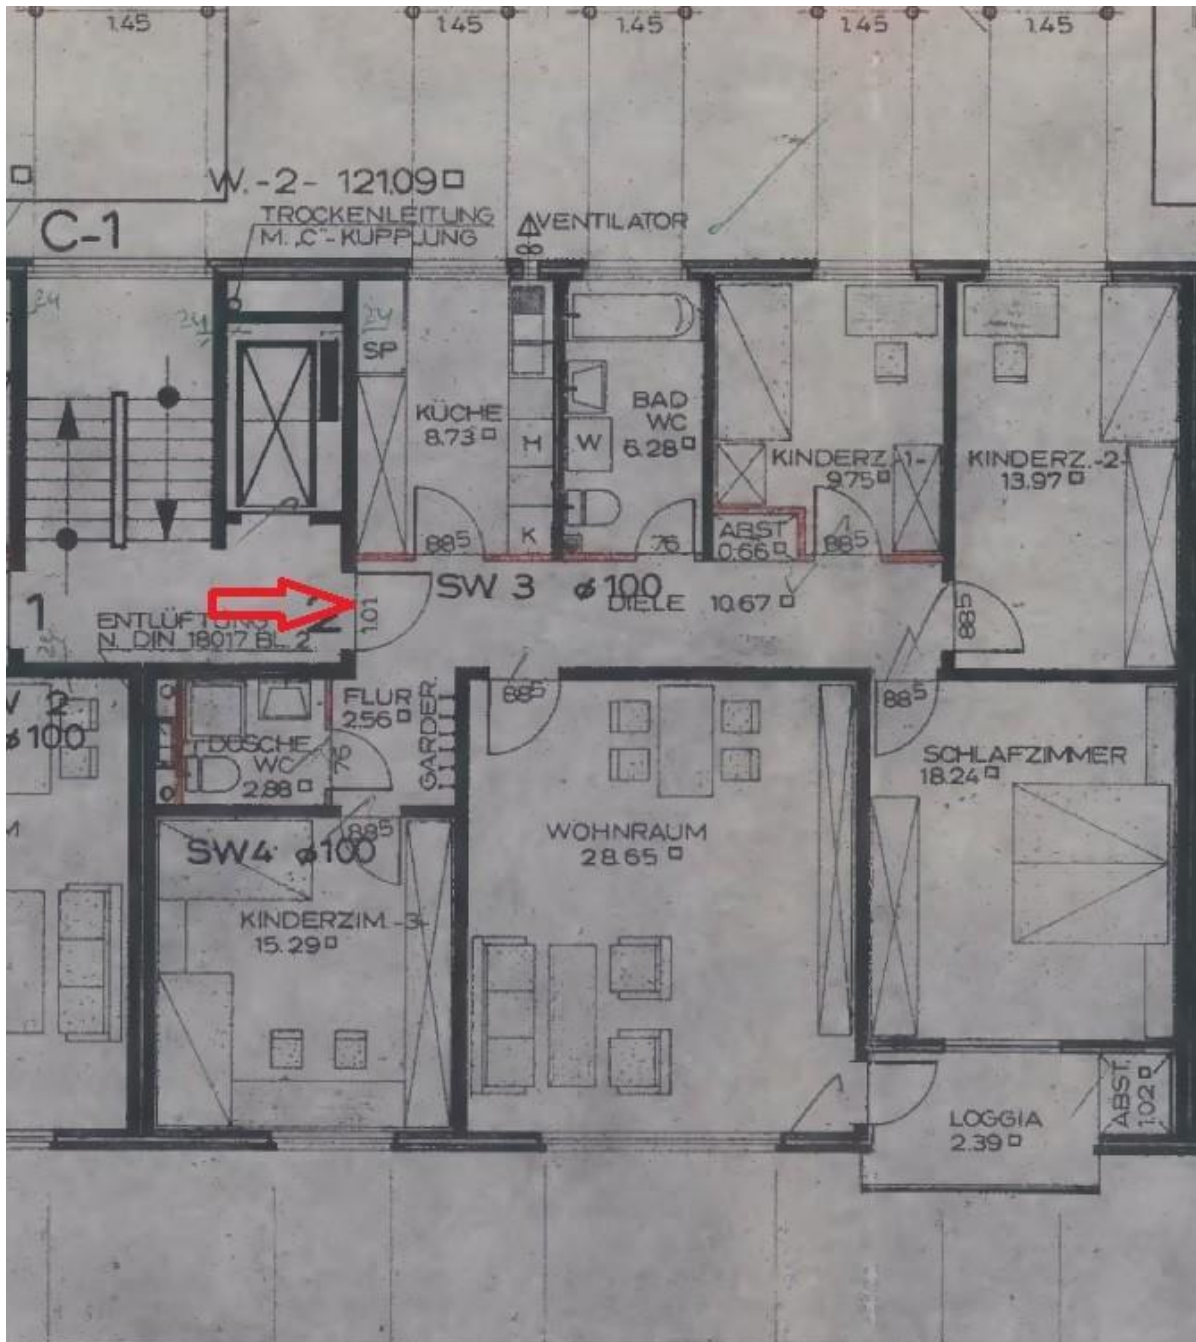 1.45
1.45
1.45
1.45
1.45
W.-2- 121.09
C-1
TROCKENLEITUNG
M. „C"-KUPPLUNG
VENTILATOR
24
24
24
SP
KÜCHE
8.73
H
K
W
BAD
WC
6.28
KINDERZ.-1-
9.75
KINDERZ.-2-
13.97
ABST
0.66
88⁵
76
88⁵
SW 3 ø 100
DIELE 10.67
1.01
88⁵
1
2
ENTLÜFTUNG
N. DIN 18017 BL. 2
88⁵
88⁵
FLUR
2.56
GARDER.
DUSCHE
WC
2.88
76
2
ø 100
SCHLAFZIMMER
18.24
WOHNRAUM
28.65
88⁵
SW4 ø 100
KINDERZIM.-3-
15.29
LOGGIA
2.39
ABST.
1.02